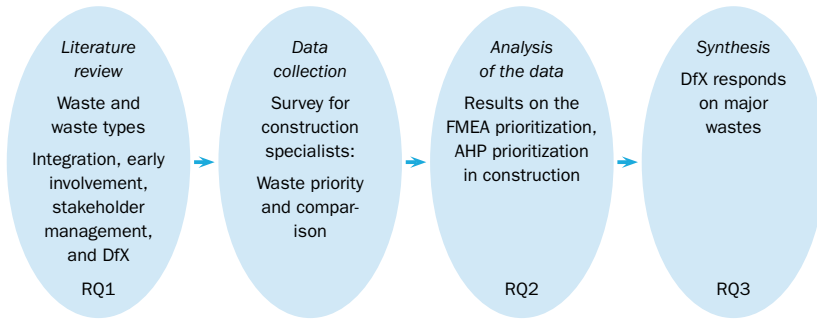 Literature
review
Waste and
waste types
Integration, early
involvement,
stakeholder
management,
and DfX
RQ1
Data
collection
Survey for
construction
specialists:
Waste priority
and compar-
ison
Analysis
of the data
Results on the
FMEA prioritization,
AHP prioritization
in construction
RQ2
Synthesis
DfX responds
on major
wastes
RQ3